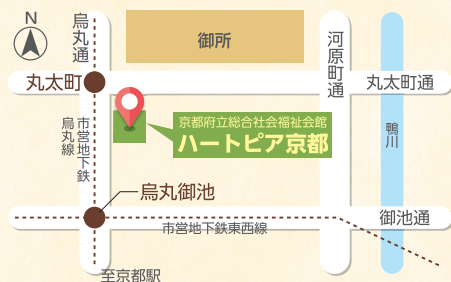 N
烏丸通
御所
河原町通
丸太町
丸太町通
京都府立総合社会福祉会館
ハートピア京都
市営地下鉄
烏丸線
鴨川
烏丸御池
御池通
市営地下鉄東西線
至京都駅